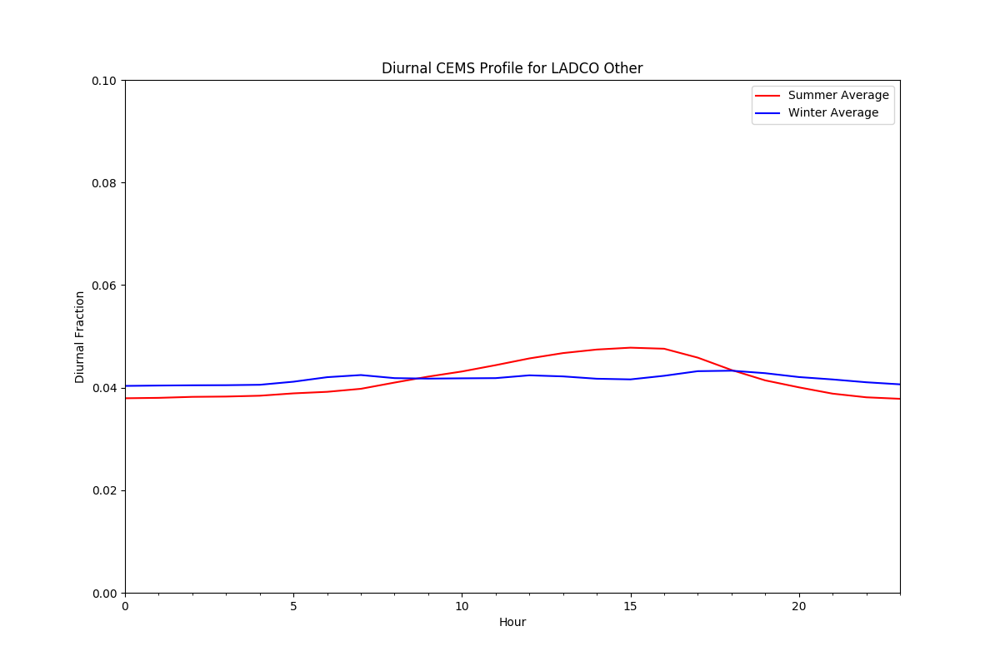 Diurnal CEMS Profile for LADCO Other
Summer Average
Winter Average
0.10
0.08
0.06
0.04
0.02
0.00
Diurnal Fraction
0 5 10 15 20
Hour